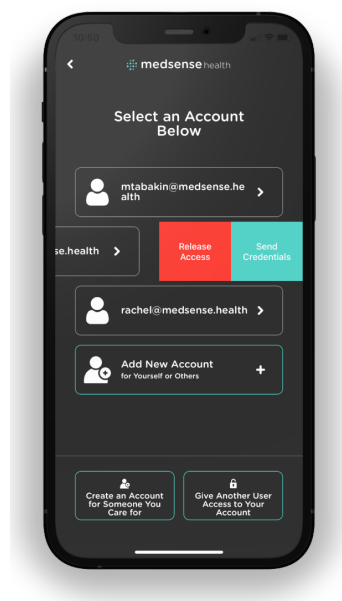 10:50
medsense health
Select an Account
Below
mtabakin@medsense.he
alth
se.health
Release
Access
Send
Credentials
rachel@medsense.health
Add New Account
for Yourself or Others
Create an Account
for Someone You
Care for
Give Another User
Access to Your
Account